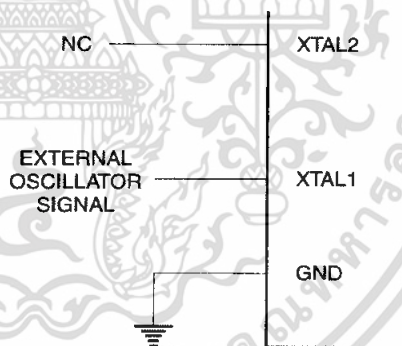 NC
XTAL2
EXTERNAL
OSCILLATOR
SIGNAL
XTAL1
GND